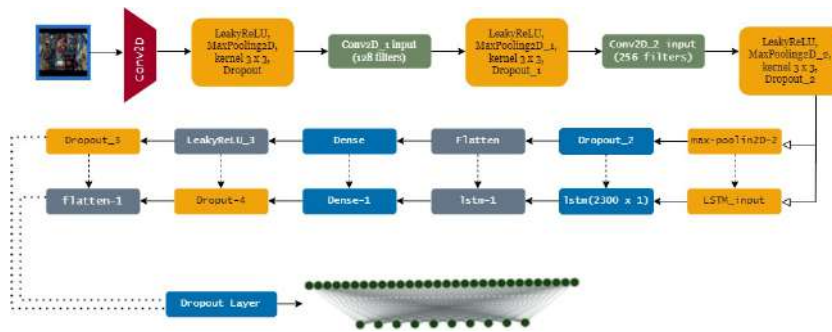 Conv2D
LeakyReLU,
MaxPooling2D,
kernel 3 x 3,
Dropout
Conv2D_1 input
(128 filters)
LeakyReLU,
MaxPooling2D_1,
kernel 3 x 3,
Dropout_1
Conv2D_2 input
(256 filters)
LeakyReLU,
MaxPooling2D_2,
kernel 3 x 3,
Dropout_2
Dropout_3
LeakyReLU_3
Dense
Flatten
Dropout_2
max-poolin2D-2
flatten-1
Droput-4
Dense-1
lstm-1
lstm(2300 x 1)
LSTM_input
Dropout Layer